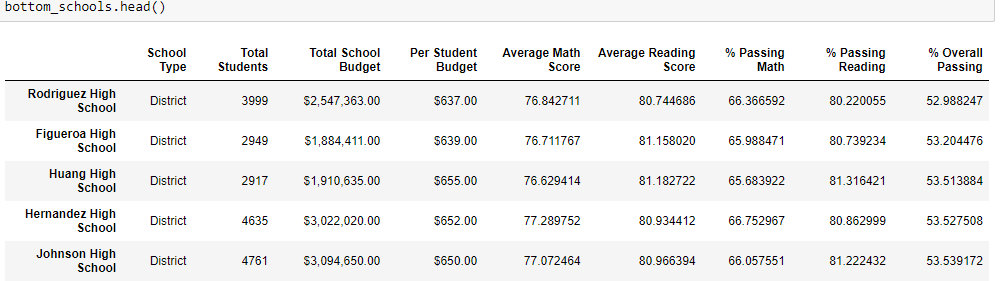 bottom_schools.head()
School Type Total Students Total School Budget Per Student Budget Average Math Score Average Reading Score % Passing Math % Passing Reading % Overall Passing
Rodriguez High School District 3999 $2,547,363.00 $637.00 76.842711 80.744686 66.366592 80.220055 52.988247
Figueroa High School District 2949 $1,884,411.00 $639.00 76.711767 81.158020 65.988471 80.739234 53.204476
Huang High School District 2917 $1,910,635.00 $655.00 76.629414 81.182722 65.683922 81.316421 53.513884
Hernandez High School District 4635 $3,022,020.00 $652.00 77.289752 80.934412 66.752967 80.862999 53.527508
Johnson High School District 4761 $3,094,650.00 $650.00 77.072464 80.966394 66.057551 81.222432 53.539172